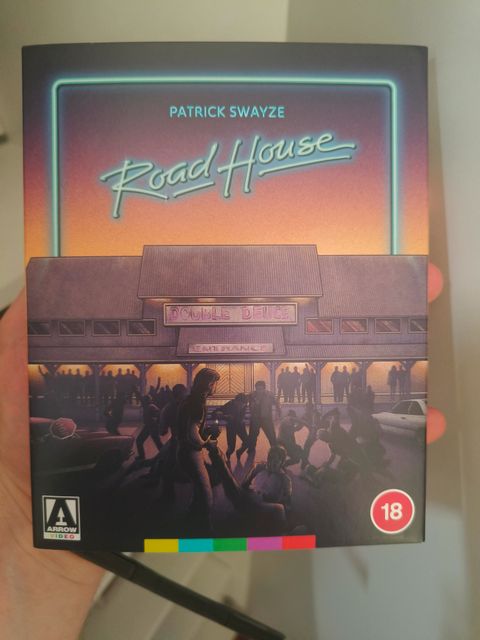 PATRICK SWAYZE
Road House
DOUBLE DEUCE
ENTRANCE
A
ARROW
VIDEO
18